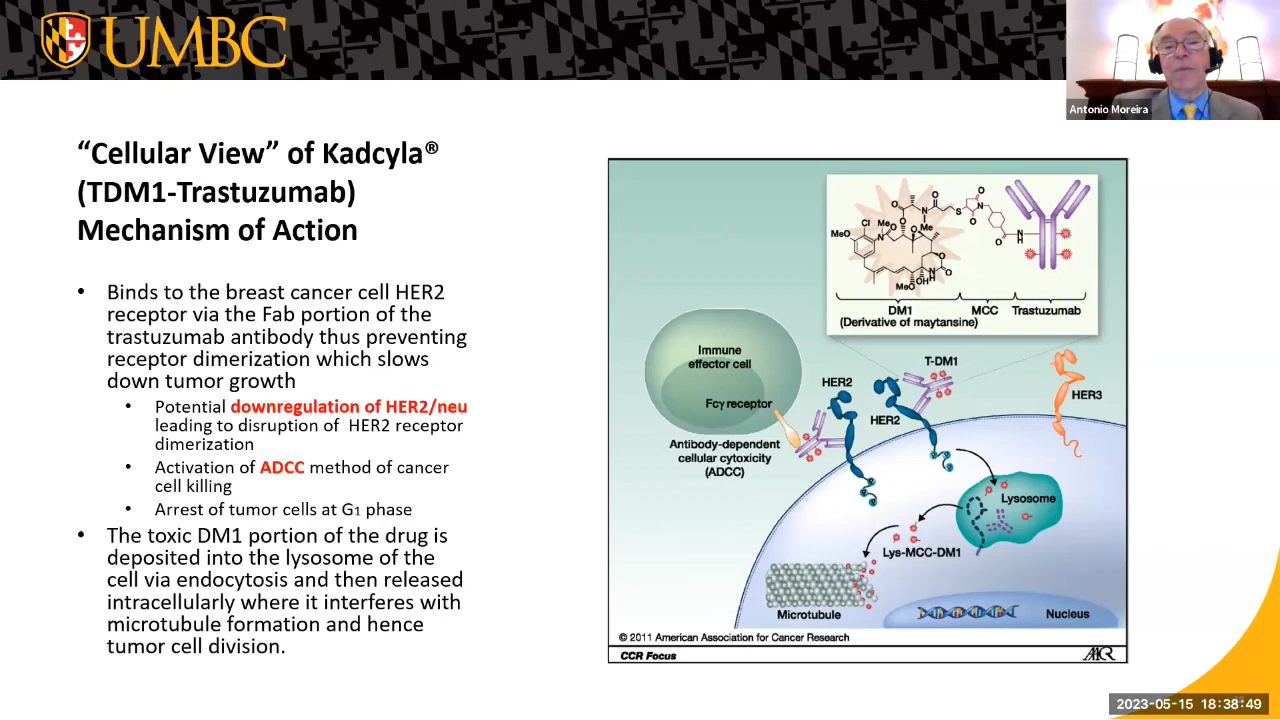 UMBC
Antonio Moreira
“Cellular View” of Kadcyla®
(TDM1-Trastuzumab)
Mechanism of Action
• Binds to the breast cancer cell HER2
receptor via the Fab portion of the
trastuzumab antibody thus preventing
receptor dimerization which slows
down tumor growth
• Potential downregulation of HER2/neu
leading to disruption of HER2 receptor
dimerization
• Activation of ADCC method of cancer
cell killing
• Arrest of tumor cells at G1 phase
• The toxic DM1 portion of the drug is
deposited into the lysosome of the
cell via endocytosis and then released
intracellularly where it interferes with
microtubule formation and hence
tumor cell division.
O
O
N
O
S
O
N
O
O
N
H
Me
Cl
MeO
N
MeO
O
O
O
N
H
O
MeO
OH
DM1
(Derivative of maytansine)
MCC
Trastuzumab
Immune
effector cell
Fcγ receptor
Antibody-dependent
cellular cytoxicity
(ADCC)
HER2
HER2
T-DM1
HER3
Lysosome
Lys-MCC-DM1
Microtubule
Nucleus
© 2011 American Association for Cancer Research
CCR Focus
AACR
2023-05-15 18:38:49